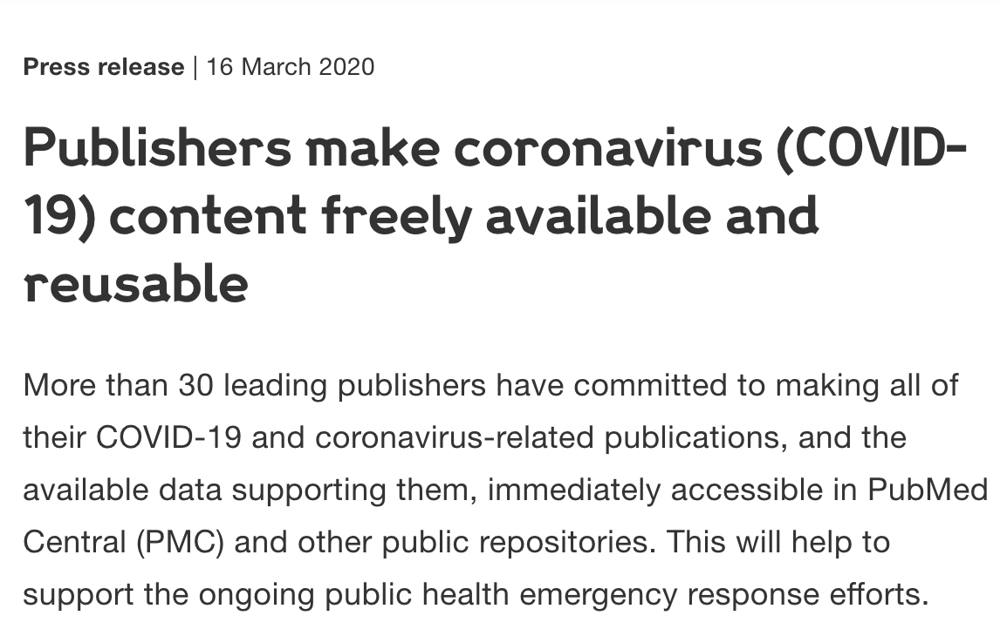 Press release | 16 March 2020
Publishers make coronavirus (COVID-
19) content freely available and
reusable
More than 30 leading publishers have committed to making all of
their COVID-19 and coronavirus-related publications, and the
available data supporting them, immediately accessible in PubMed
Central (PMC) and other public repositories. This will help to
support the ongoing public health emergency response efforts.